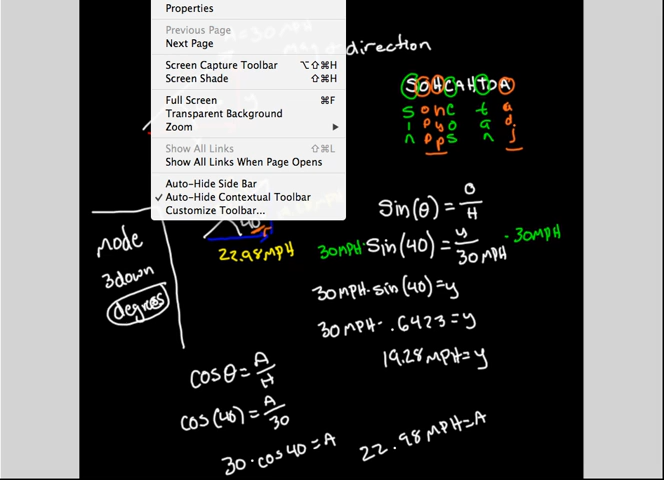 Properties
Previous Page
Next Page
Screen Capture Toolbar ⌥⇧⌘H
Screen Shade ⇧⌘H
Full Screen ⌘F
Transparent Background
Zoom
Show All Links ⇧⌘L
Show All Links When Page Opens
Auto-Hide Side Bar
✓ Auto-Hide Contextual Toolbar
Customize Toolbar...
direction
SOHCAHTOA
S o h c t a
i p y o a d
n p p s n j
mode
3down
degrees
40
22.98MPH
Sin(θ)=O/H
30MPH·Sin(40)=y/30MPH ·30MPH
30MPH·sin(40)=y
30MPH·.6423=y
19.28MPH=y
cosθ=A/H
cos(40)=A/30
30·cos40=A
22.98MPH=A